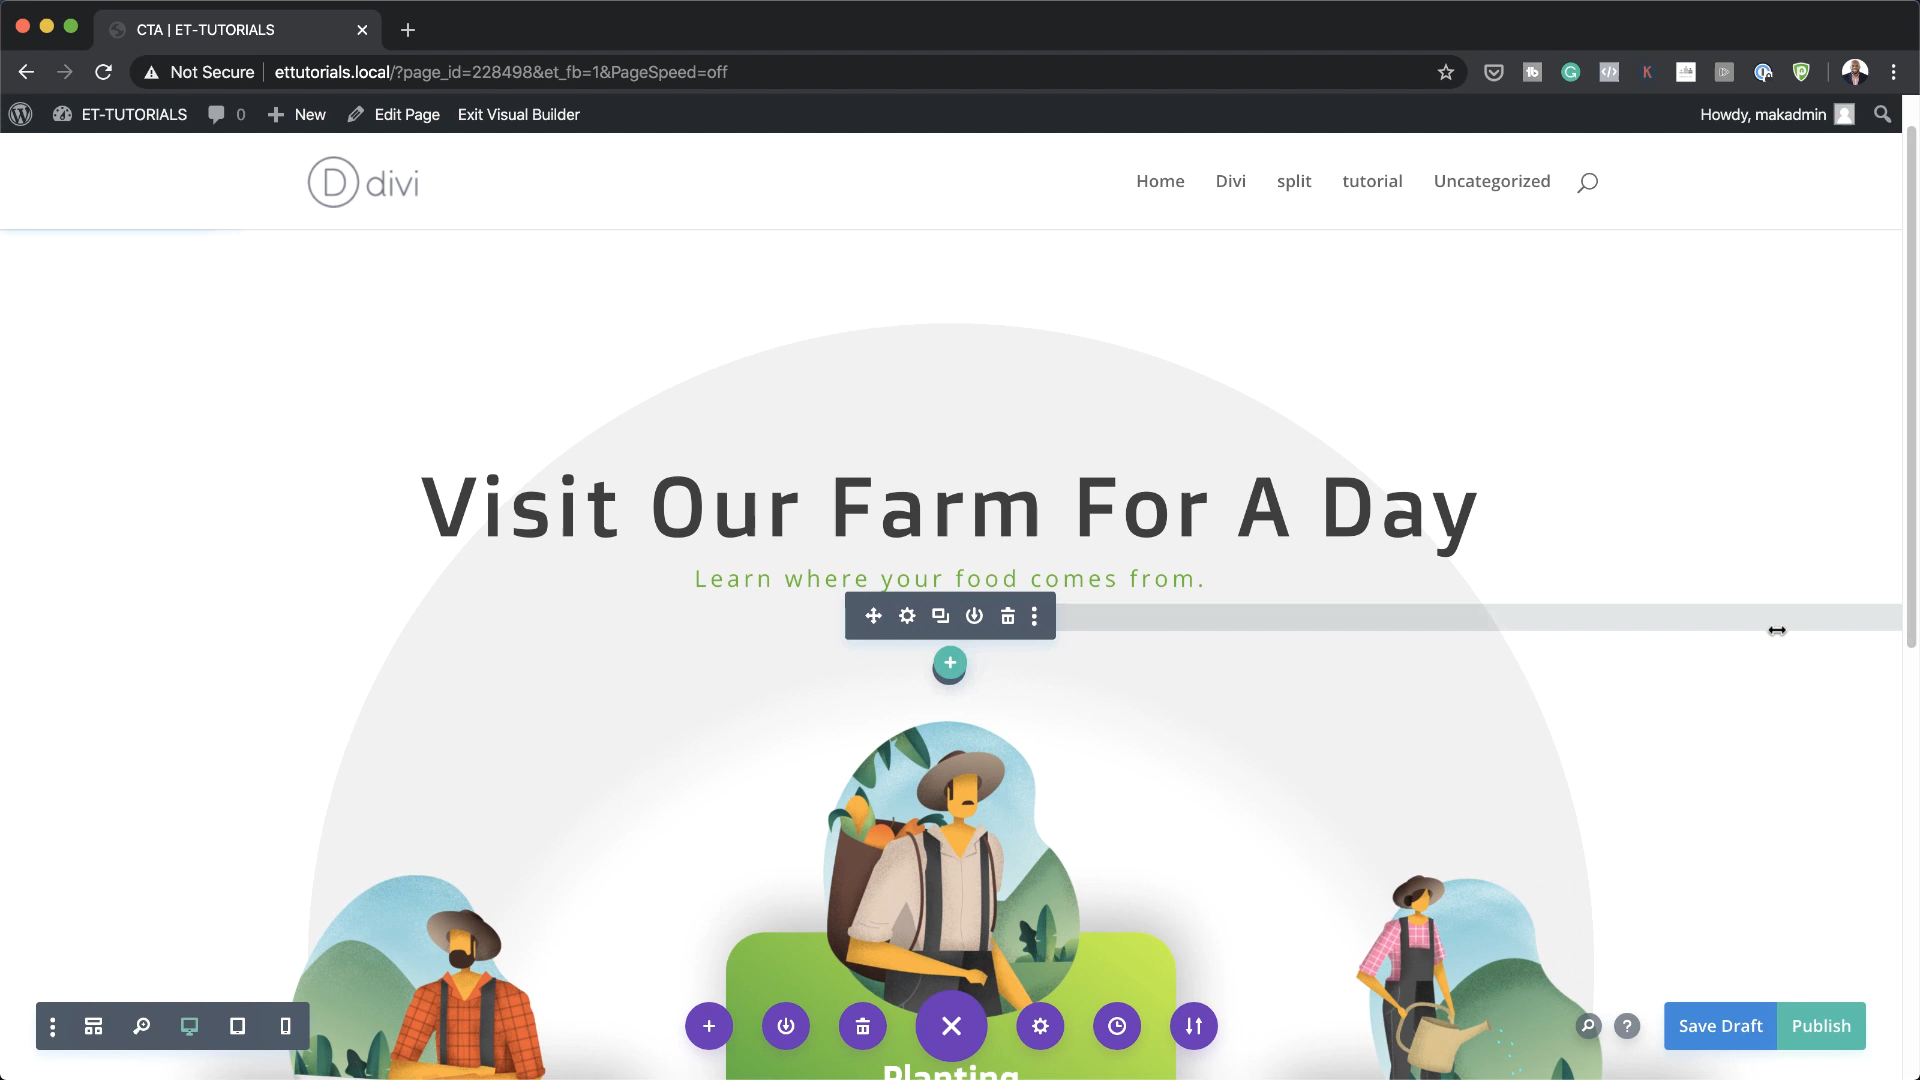 CTA | ET-TUTORIALS
Not Secure
ettutorials.local/?page_id=228498&et_fb=1&PageSpeed=off
ET-TUTORIALS
0
New
Edit Page
Exit Visual Builder
Howdy, makadmin
D divi
Home
Divi
split
tutorial
Uncategorized
Visit Our Farm For A Day
Learn where your food comes from.
Planting
Save Draft
Publish